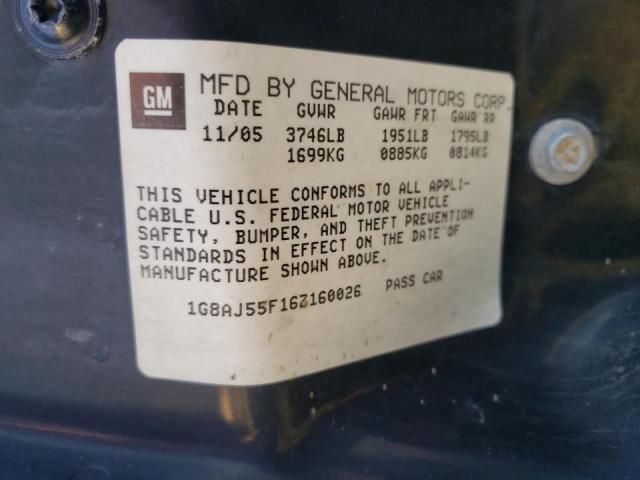 GM MFD BY GENERAL MOTORS CORP.
DATE GVWR GAWR FRT GAWR RR
11/05 3746LB 1951LB 1795LB
1699KG 0885KG 0814KG
THIS VEHICLE CONFORMS TO ALL APPLI-
CABLE U.S. FEDERAL MOTOR VEHICLE
SAFETY, BUMPER, AND THEFT PREVENTION
STANDARDS IN EFFECT ON THE DATE OF
MANUFACTURE SHOWN ABOVE.
1G8AJ55F16Z160026 PASS CAR